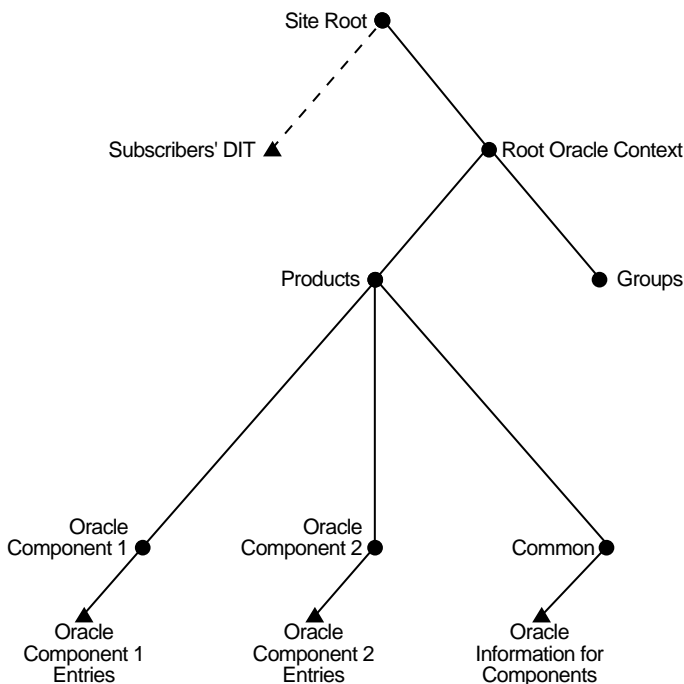 Site Root
Subscribers' DIT
Root Oracle Context
Products
Groups
Oracle
Component 1
Oracle
Component 2
Common
Oracle
Component 1
Entries
Oracle
Component 2
Entries
Oracle
Information for
Components